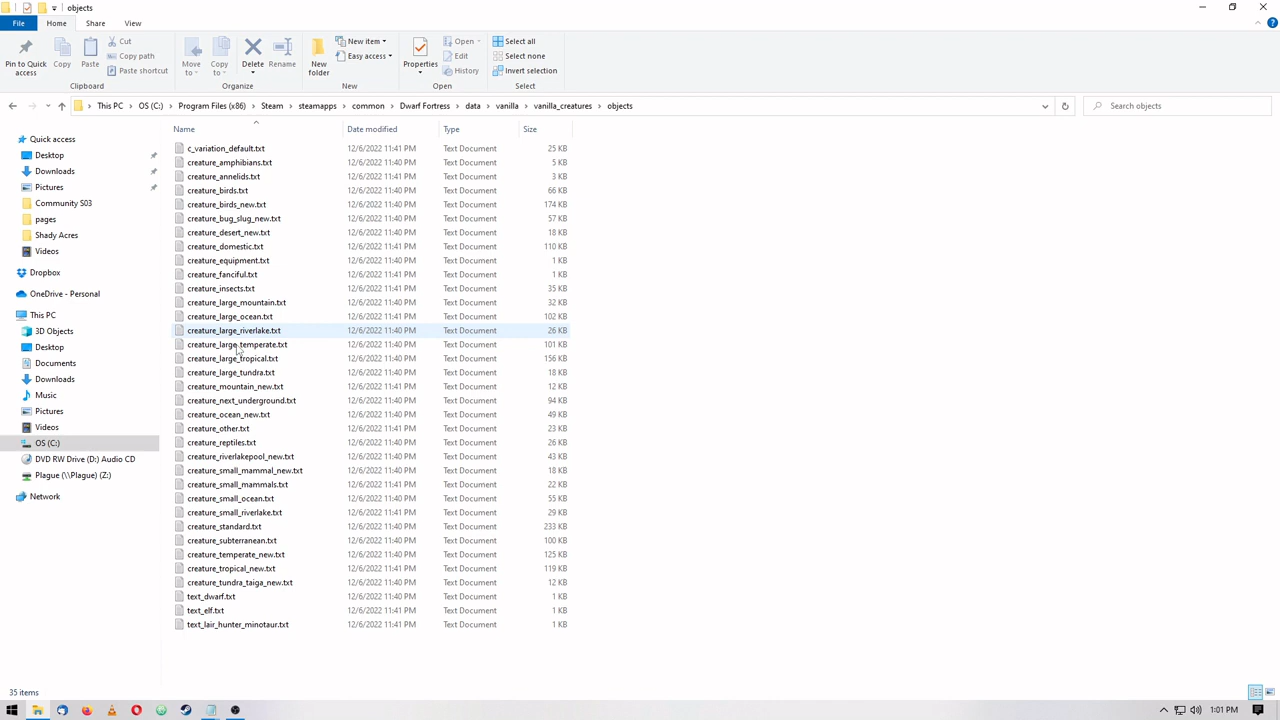 objects
File Home Share View
Pin to Quick access
Copy
Paste
Cut
Copy path
Paste shortcut
Clipboard
Move to
Copy to
Delete
Rename
Organize
New folder
New item
Easy access
New
Properties
Open
Edit
History
Open
Select all
Select none
Invert selection
Select
This PC OS (C:) Program Files (x86) Steam steamapps common Dwarf Fortress data vanilla vanilla_creatures objects
Search objects
Quick access
Desktop
Downloads
Pictures
Community S03
pages
Shady Acres
Videos
Dropbox
OneDrive - Personal
This PC
3D Objects
Desktop
Documents
Downloads
Music
Pictures
Videos
OS (C:)
DVD RW Drive (D:) Audio CD
Plague (\\Plague) (Z:)
Network
Name Date modified Type Size
c_variation_default.txt 12/6/2022 11:41 PM Text Document 25 KB
creature_amphibians.txt 12/6/2022 11:40 PM Text Document 5 KB
creature_annelids.txt 12/6/2022 11:41 PM Text Document 3 KB
creature_birds.txt 12/6/2022 11:40 PM Text Document 66 KB
creature_birds_new.txt 12/6/2022 11:40 PM Text Document 174 KB
creature_bug_slug_new.txt 12/6/2022 11:41 PM Text Document 57 KB
creature_desert_new.txt 12/6/2022 11:40 PM Text Document 18 KB
creature_domestic.txt 12/6/2022 11:41 PM Text Document 110 KB
creature_equipment.txt 12/6/2022 11:40 PM Text Document 1 KB
creature_fanciful.txt 12/6/2022 11:41 PM Text Document 1 KB
creature_insects.txt 12/6/2022 11:41 PM Text Document 35 KB
creature_large_mountain.txt 12/6/2022 11:40 PM Text Document 32 KB
creature_large_ocean.txt 12/6/2022 11:41 PM Text Document 102 KB
creature_large_riverlake.txt 12/6/2022 11:40 PM Text Document 26 KB
creature_large_temperate.txt 12/6/2022 11:40 PM Text Document 101 KB
creature_large_tropical.txt 12/6/2022 11:40 PM Text Document 156 KB
creature_large_tundra.txt 12/6/2022 11:40 PM Text Document 18 KB
creature_mountain_new.txt 12/6/2022 11:41 PM Text Document 12 KB
creature_next_underground.txt 12/6/2022 11:40 PM Text Document 94 KB
creature_ocean_new.txt 12/6/2022 11:41 PM Text Document 49 KB
creature_other.txt 12/6/2022 11:41 PM Text Document 23 KB
creature_reptiles.txt 12/6/2022 11:40 PM Text Document 26 KB
creature_riverlakepool_new.txt 12/6/2022 11:40 PM Text Document 43 KB
creature_small_mammal_new.txt 12/6/2022 11:41 PM Text Document 18 KB
creature_small_mammals.txt 12/6/2022 11:40 PM Text Document 22 KB
creature_small_ocean.txt 12/6/2022 11:40 PM Text Document 55 KB
creature_small_riverlake.txt 12/6/2022 11:41 PM Text Document 29 KB
creature_standard.txt 12/6/2022 11:40 PM Text Document 233 KB
creature_subterranean.txt 12/6/2022 11:40 PM Text Document 100 KB
creature_temperate_new.txt 12/6/2022 11:40 PM Text Document 125 KB
creature_tropical_new.txt 12/6/2022 11:40 PM Text Document 119 KB
creature_tundra_taiga_new.txt 12/6/2022 11:40 PM Text Document 12 KB
text_dwarf.txt 12/6/2022 11:40 PM Text Document 1 KB
text_elf.txt 12/6/2022 11:41 PM Text Document 1 KB
text_lair_hunter_minotaur.txt 12/6/2022 11:41 PM Text Document 1 KB
35 items
1:01 PM